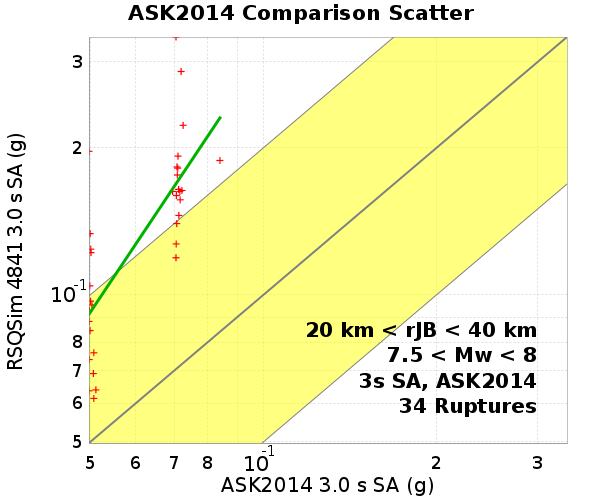 ASK2014 Comparison Scatter
RSQSim 4841 3.0 s SA (g)
3
2
10^-1
8
7
6
5
20 km < rJB < 40 km
7.5 < Mw < 8
3s SA, ASK2014
34 Ruptures
5 6 7 8 10^-1 2 3
ASK2014 3.0 s SA (g)